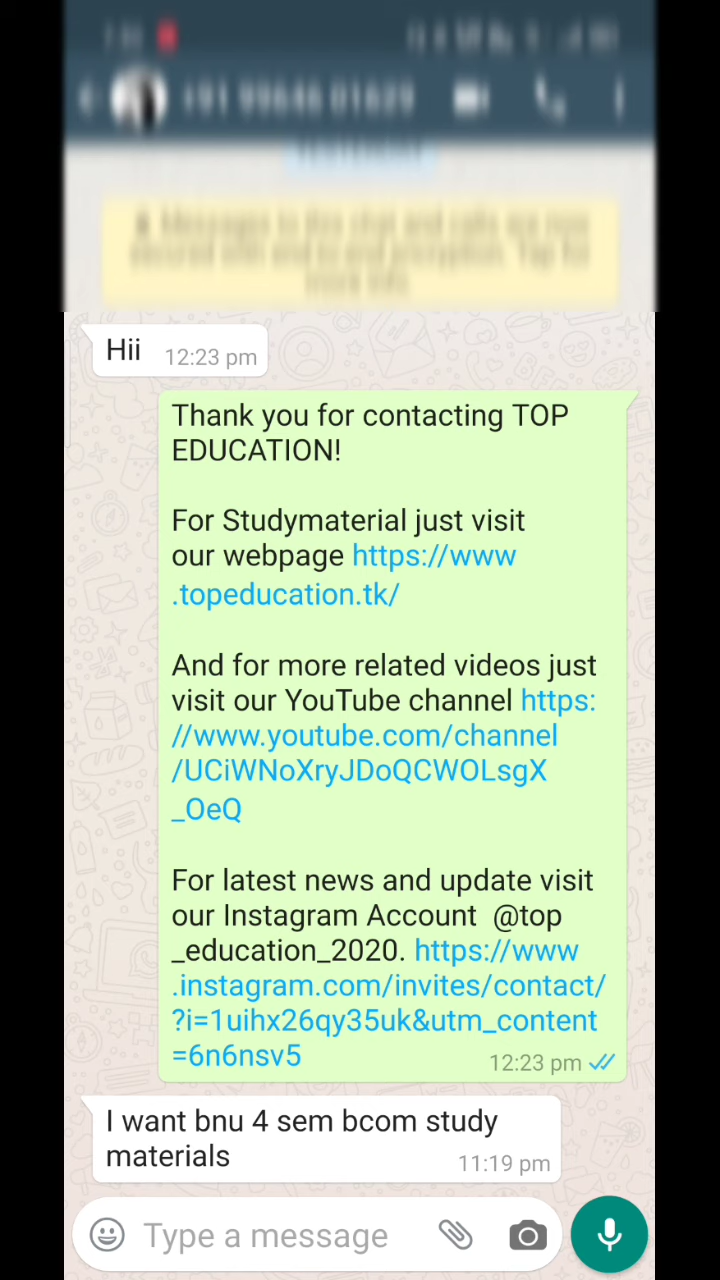 Hii 12:23 pm
Thank you for contacting TOP
EDUCATION!
For Studymaterial just visit
our webpage https://www
.topeducation.tk/
And for more related videos just
visit our YouTube channel https:
//www.youtube.com/channel
/UCiWNoXryJDoQCWOLsgX
_OeQ
For latest news and update visit
our Instagram Account @top
_education_2020. https://www
.instagram.com/invites/contact/
?i=1uihx26qy35uk&utm_content
=6n6nsv5 12:23 pm
I want bnu 4 sem bcom study
materials 11:19 pm
Type a message